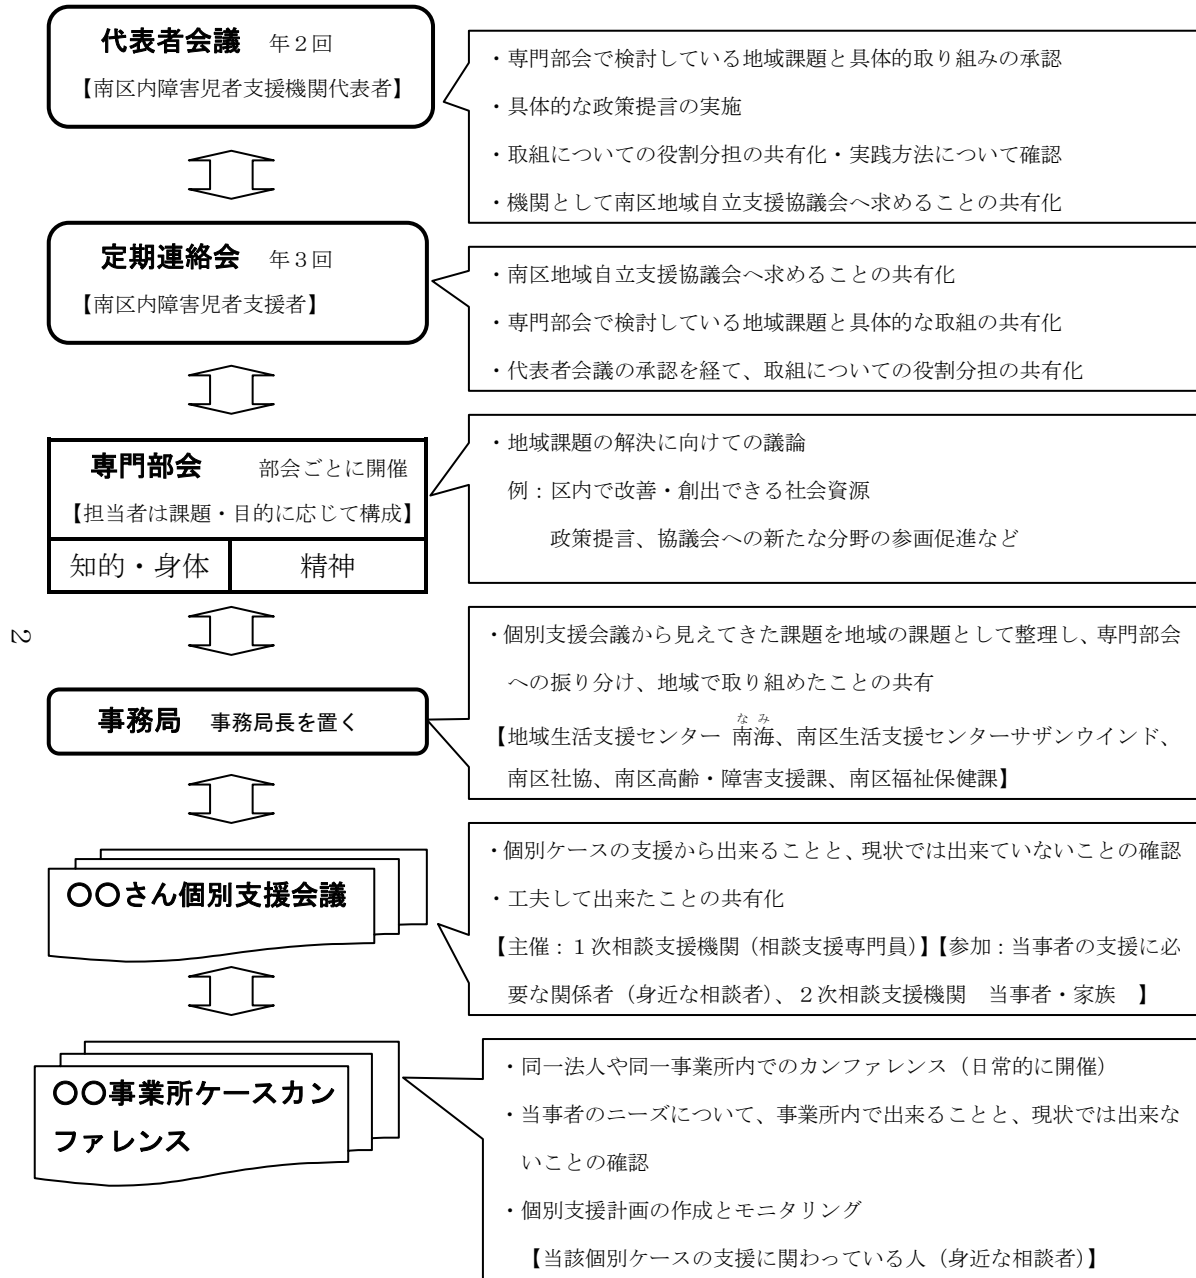 代表者会議　年２回
【南区内障害児者支援機関代表者】
・専門部会で検討している地域課題と具体的取り組みの承認
・具体的な政策提言の実施
・取組についての役割分担の共有化・実践方法について確認
・機関として南区地域自立支援協議会へ求めることの共有化
定期連絡会　年３回
【南区内障害児者支援者】
・南区地域自立支援協議会へ求めることの共有化
・専門部会で検討している地域課題と具体的な取組の共有化
・代表者会議の承認を経て、取組についての役割分担の共有化
専門部会　部会ごとに開催
【担当者は課題・目的に応じて構成】
知的・身体　精神
・地域課題の解決に向けての議論
例：区内で改善・創出できる社会資源
政策提言、協議会への新たな分野の参画促進など
2
事務局　事務局長を置く
・個別支援会議から見えてきた課題を地域の課題として整理し、専門部会
への振り分け、地域で取り組めたことの共有
なみ
【地域生活支援センター　南海、南区生活支援センターサザンウインド、
南区社協、南区高齢・障害支援課、南区福祉保健課】
〇〇さん個別支援会議
・個別ケースの支援から出来ることと、現状では出来ていないことの確認
・工夫して出来たことの共有化
【主催：１次相談支援機関（相談支援専門員）】【参加：当事者の支援に必
要な関係者（身近な相談者）、２次相談支援機関　当事者・家族　】
〇〇事業所ケースカン
ファレンス
・同一法人や同一事業所内でのカンファレンス（日常的に開催）
・当事者のニーズについて、事業所内で出来ることと、現状では出来な
いことの確認
・個別支援計画の作成とモニタリング
【当該個別ケースの支援に関わっている人（身近な相談者）】